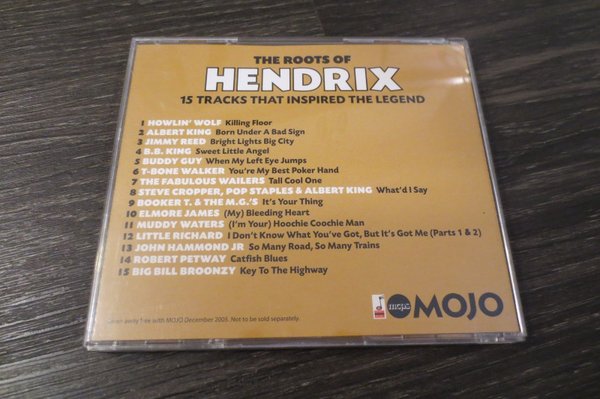 THE ROOTS OF
HENDRIX
15 TRACKS THAT INSPIRED THE LEGEND
1 HOWLIN' WOLF Killing Floor
2 ALBERT KING Born Under A Bad Sign
3 JIMMY REED Bright Lights Big City
4 B.B. KING Sweet Little Angel
5 BUDDY GUY When My Left Eye Jumps
6 T-BONE WALKER You're My Best Poker Hand
7 THE FABULOUS WAILERS Tall Cool One
8 STEVE CROPPER, POP STAPLES & ALBERT KING What'd I Say
9 BOOKER T. & THE M.G.'S It's Your Thing
10 ELMORE JAMES (My) Bleeding Heart
11 MUDDY WATERS (I'm Your) Hoochie Coochie Man
12 LITTLE RICHARD I Don't Know What You've Got, But It's Got Me (Parts 1 & 2)
13 JOHN HAMMOND JR So Many Road, So Many Trains
14 ROBERT PETWAY Catfish Blues
15 BIG BILL BROONZY Key To The Highway
Given away free with MOJO December 2005. Not to be sold separately.
mcps
MOJO